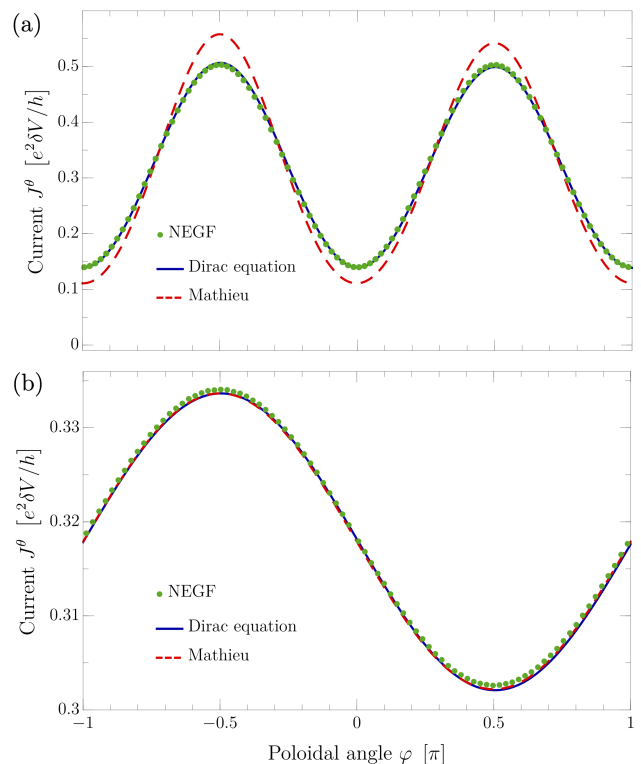 (a)
Current J^θ [e²δV/h]
0.5
0.4
0.3
0.2
0.1
0
NEGF
Dirac equation
Mathieu
(b)
Current J^θ [e²δV/h]
0.33
0.32
0.31
0.3
NEGF
Dirac equation
Mathieu
−1
−0.5
0
0.5
1
Poloidal angle φ [π]